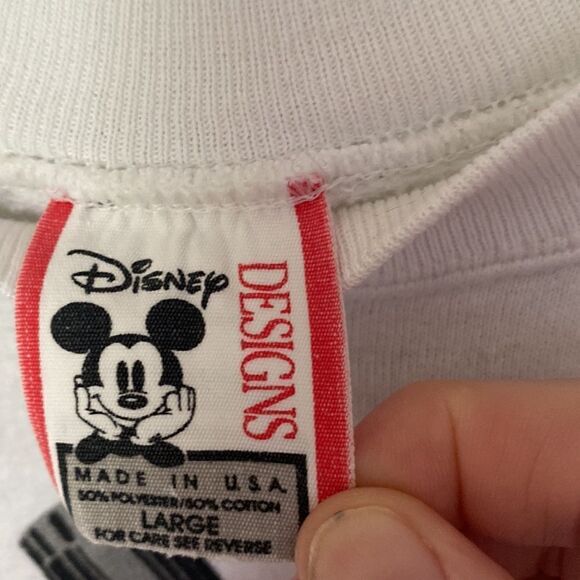 Disney
DESIGNS
MADE IN U.S.A.
50% POLYESTER/50% COTTON
LARGE
FOR CARE SEE REVERSE